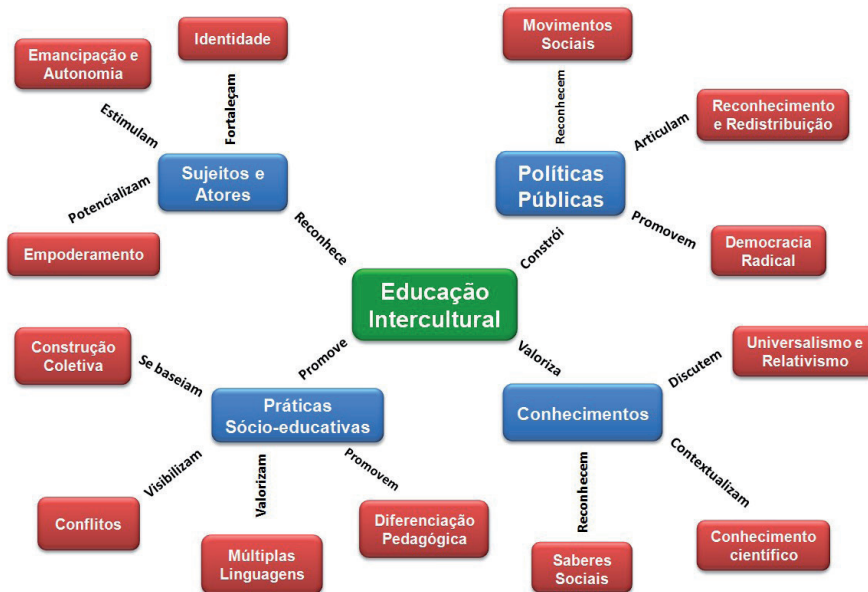 Movimentos
Sociais
Identidade
Emancipação e
Autonomia
Estimulam
Fortaleçam
Reconhecem
Articulam
Reconhecimento
e Redistribuição
Sujeitos e
Atores
Políticas
Públicas
Potencializam
Promovem
Empoderamento
Reconhece
Constrói
Democracia
Radical
Educação
Intercultural
Construção
Coletiva
Se baseiam
Promove
Valoriza
Discutem
Universalismo e
Relativismo
Práticas
Sócio-educativas
Conhecimentos
Visibilizam
Valorizam
Promovem
Reconhecem
Contextualizam
Conflitos
Múltiplas
Linguagens
Diferenciação
Pedagógica
Saberes
Sociais
Conhecimento
científico